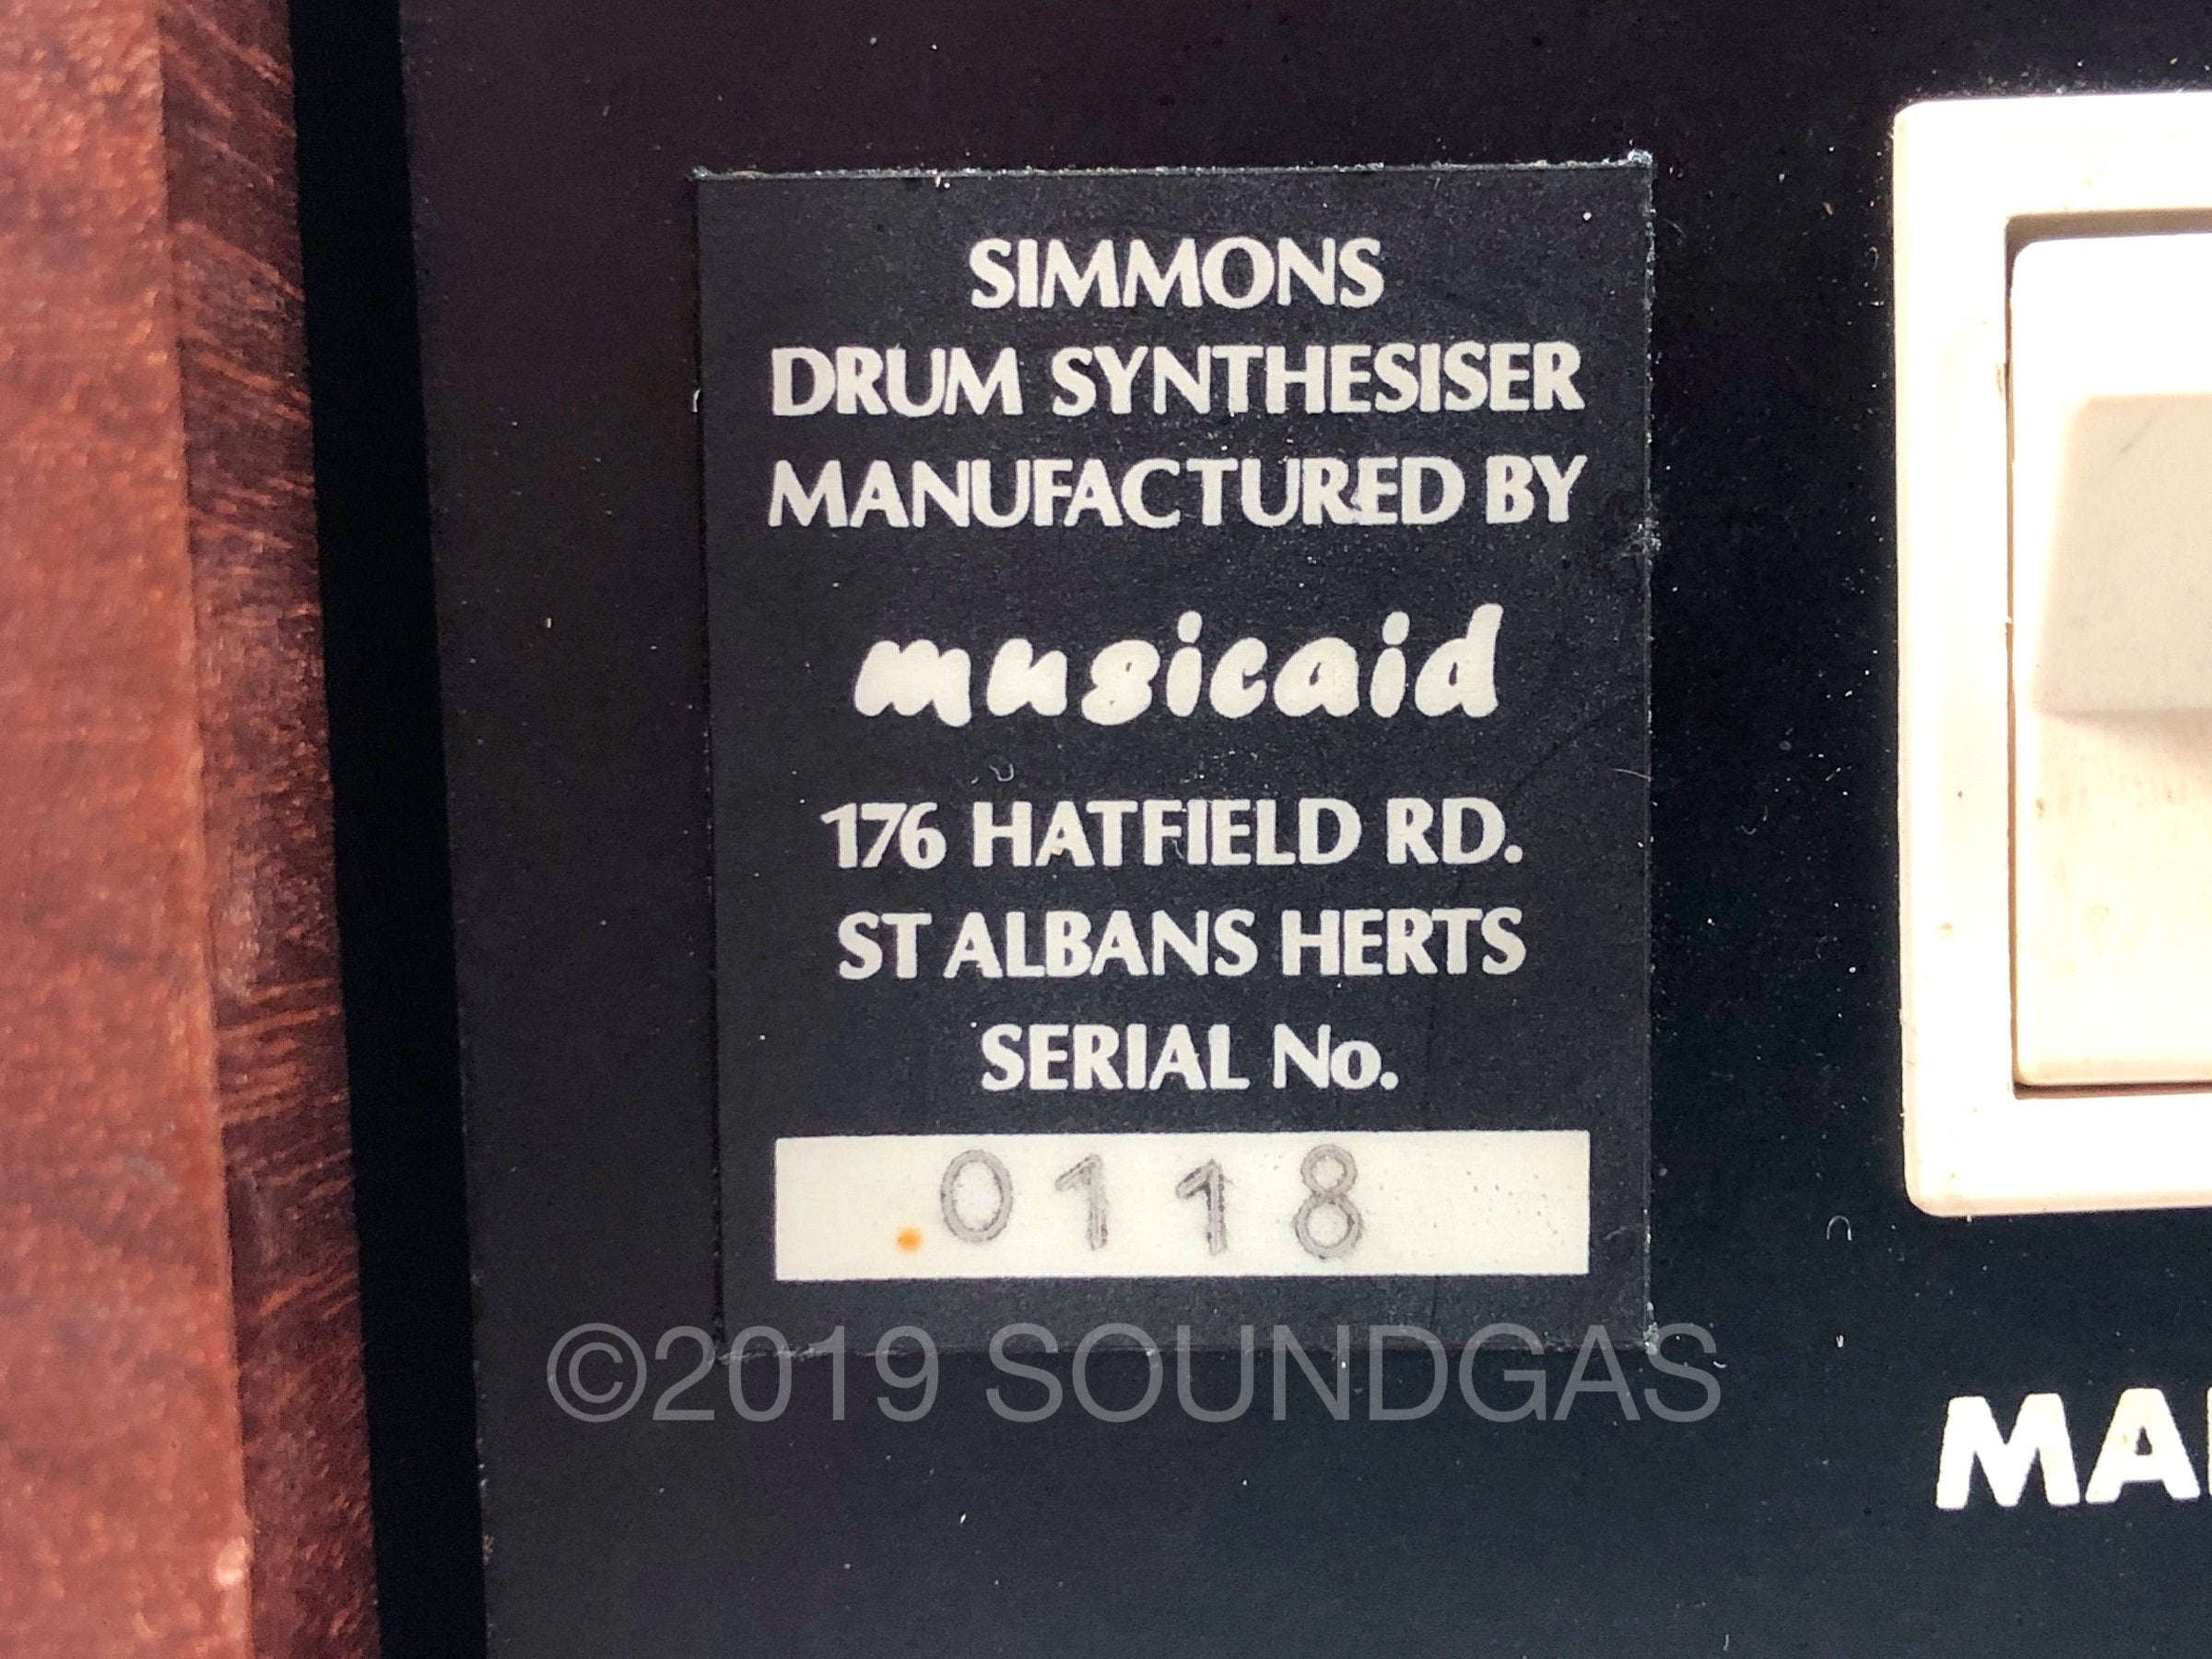 SIMMONS
DRUM SYNTHESISER
MANUFACTURED BY
musicaid
176 HATFIELD RD.
ST ALBANS HERTS
SERIAL No.
0118
©2019 SOUNDGAS